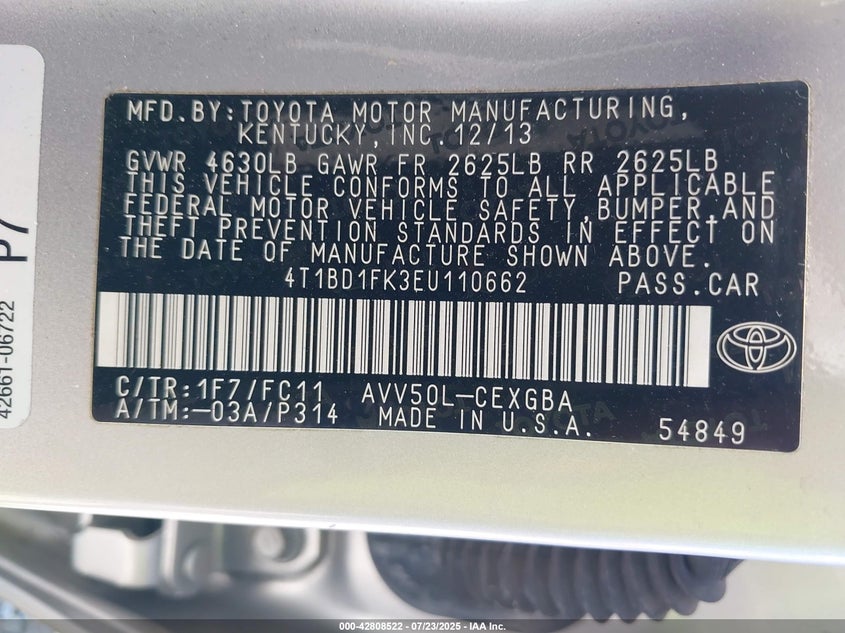 MFD.BY:TOYOTA MOTOR MANUFACTURING,
KENTUCKY,INC.12/13
GVWR 4630LB GAWR FR 2625LB RR 2625LB
THIS VEHICLE CONFORMS TO ALL APPLICABLE
FEDERAL MOTOR VEHICLE SAFETY,BUMPER,AND
THEFT PREVENTION STANDARDS IN EFFECT ON
THE DATE OF MANUFACTURE SHOWN ABOVE.
4T1BD1FK3EU110662 PASS.CAR
C/TR:1F7/FC11 AVV50L-CEXGBA
A/TM:-03A/P314 MADE IN U.S.A. 54849
P7
42661-06722
000-42808522 / 07/23/2025 - IAA Inc.